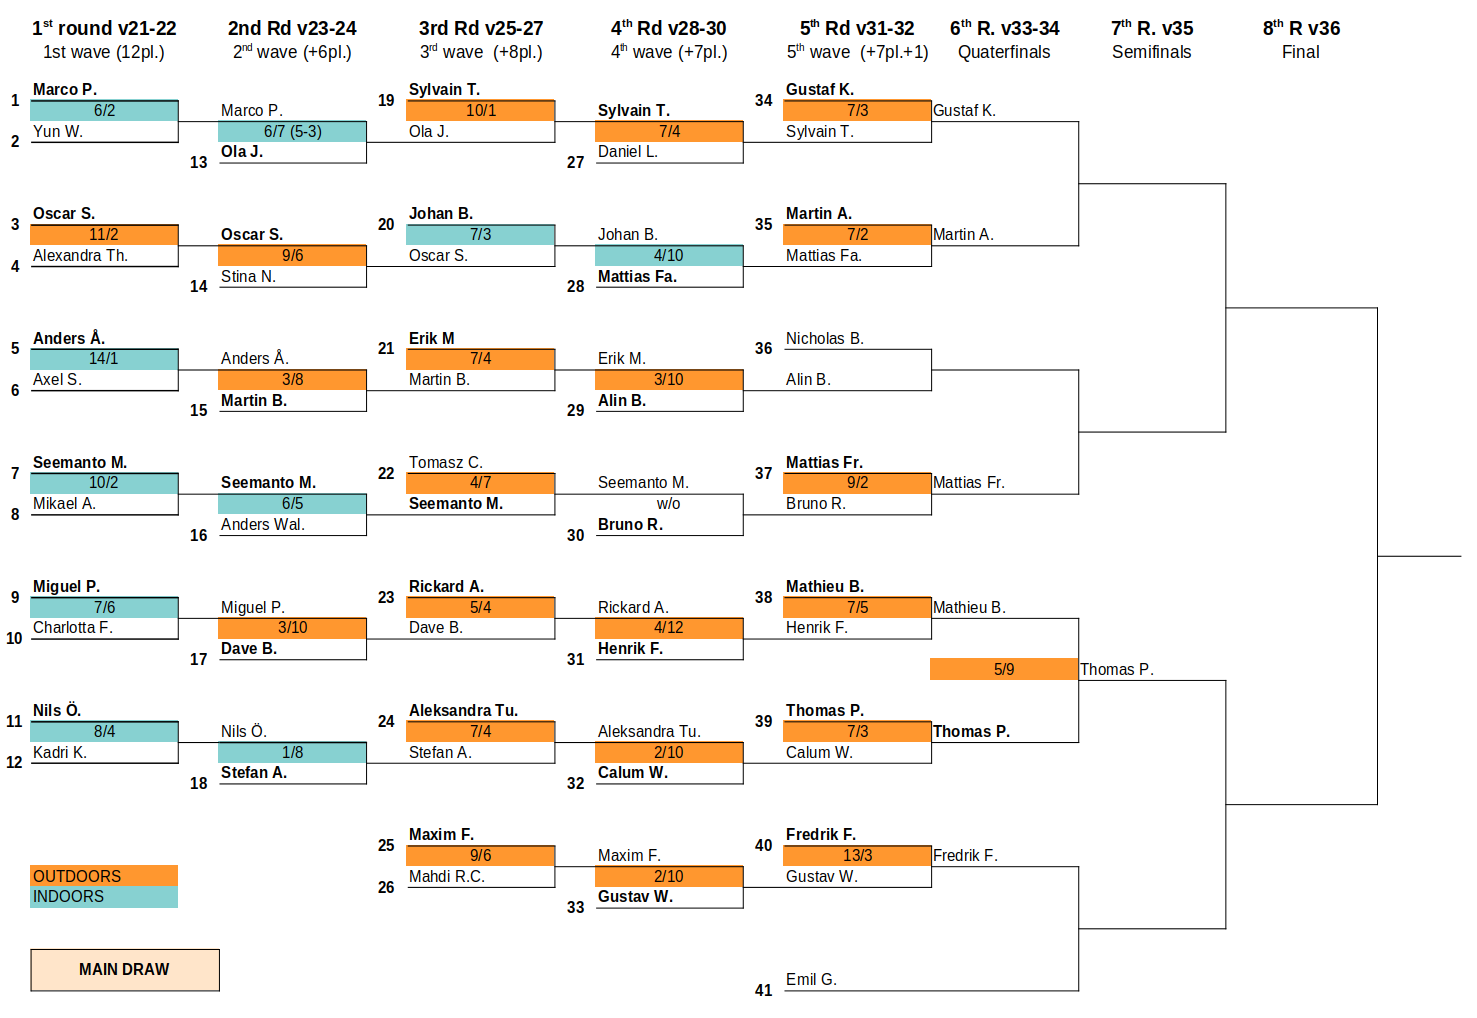 1st round v21-22
1st wave (12pl.)
2nd Rd v23-24
2nd wave (+6pl.)
3rd Rd v25-27
3rd wave (+8pl.)
4th Rd v28-30
4th wave (+7pl.)
5th Rd v31-32
5th wave (+7pl.+1)
6th R. v33-34
Quaterfinals
7th R. v35
Semifinals
8th R v36
Final
1 Marco P.
6/2
2 Yun W.
3 Oscar S.
11/2
4 Alexandra Th.
5 Anders Å.
14/1
6 Axel S.
7 Seemanto M.
10/2
8 Mikael A.
9 Miguel P.
7/6
10 Charlotta F.
11 Nils Ö.
8/4
12 Kadri K.
OUTDOORS
INDOORS
MAIN DRAW
Marco P.
6/7 (5-3)
13 Ola J.
Oscar S.
9/6
14 Stina N.
Anders Å.
3/8
15 Martin B.
Seemanto M.
6/5
16 Anders Wal.
Miguel P.
3/10
17 Dave B.
Nils Ö.
1/8
18 Stefan A.
19 Sylvain T.
10/1
Ola J.
20 Johan B.
7/3
Oscar S.
21 Erik M
7/4
Martin B.
22 Tomasz C.
4/7
Seemanto M.
23 Rickard A.
5/4
Dave B.
24 Aleksandra Tu.
7/4
Stefan A.
25 Maxim F.
9/6
26 Mahdi R.C.
Sylvain T.
7/4
27 Daniel L.
Johan B.
4/10
28 Mattias Fa.
Erik M.
3/10
29 Alin B.
Seemanto M.
w/o
30 Bruno R.
Rickard A.
4/12
31 Henrik F.
Aleksandra Tu.
2/10
32 Calum W.
Maxim F.
2/10
33 Gustav W.
34 Gustaf K.
7/3
Sylvain T.
35 Martin A.
7/2
Mattias Fa.
36 Nicholas B.
Alin B.
37 Mattias Fr.
9/2
Bruno R.
38 Mathieu B.
7/5
Henrik F.
39 Thomas P.
7/3
Calum W.
40 Fredrik F.
13/3
Gustav W.
41 Emil G.
Gustaf K.
Martin A.
Mattias Fr.
Mathieu B.
5/9
Thomas P.
Fredrik F.
Thomas P.